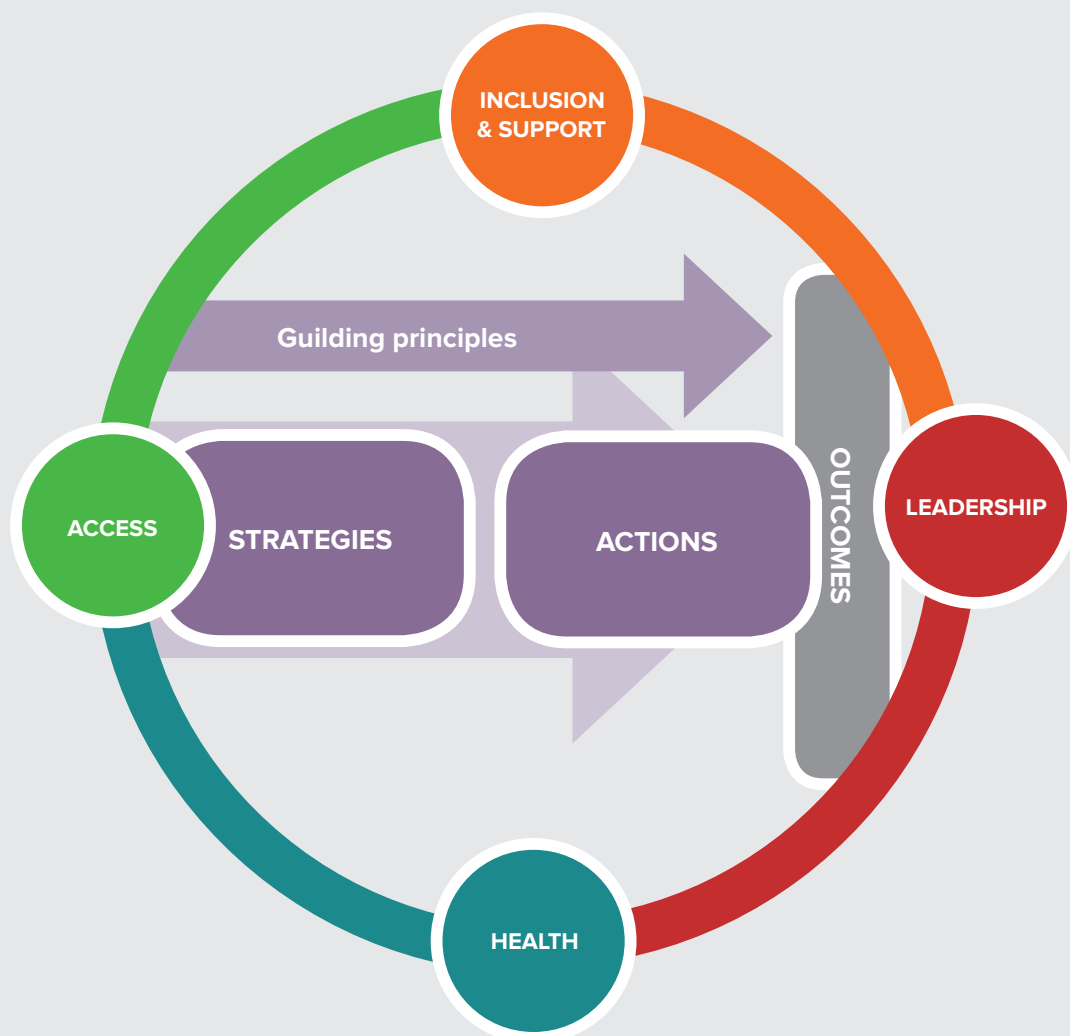 INCLUSION
& SUPPORT
Guilding principles
ACCESS
STRATEGIES
ACTIONS
OUTCOMES
LEADERSHIP
HEALTH